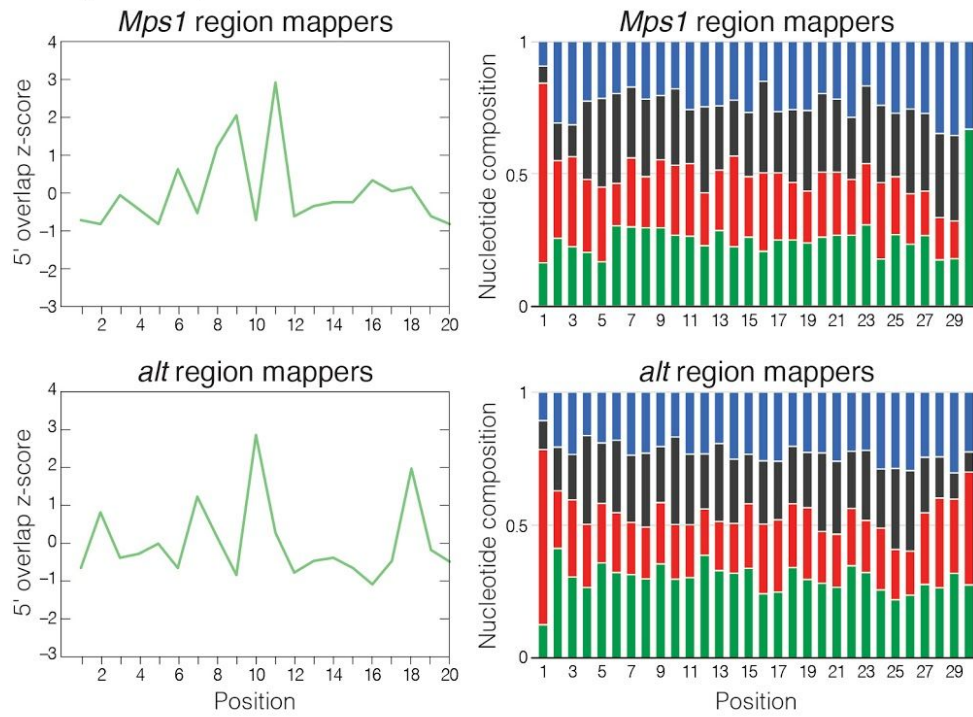 Mps1 region mappers
5' overlap z-score
4
3
2
1
0
−1
−2
−3
2 4 6 8 10 12 14 16 18 20
Mps1 region mappers
Nucleotide composition
1
0.5
0
1 3 5 7 9 11 13 15 17 19 21 23 25 27 29
alt region mappers
5' overlap z-score
4
3
2
1
0
−1
−2
−3
2 4 6 8 10 12 14 16 18 20
Position
alt region mappers
Nucleotide composition
1
0.5
0
1 3 5 7 9 11 13 15 17 19 21 23 25 27 29
Position